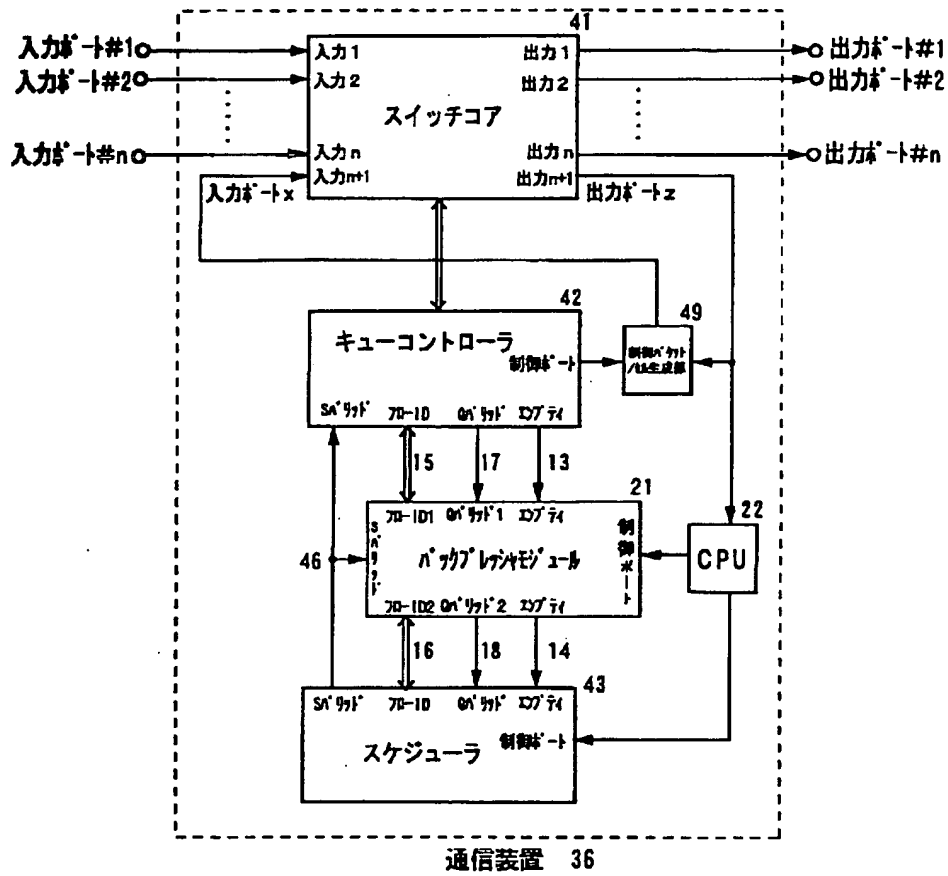 41
入力ポート#1
入力1
出力1
出力ポート#1
入力ポート#2
入力2
出力2
出力ポート#2
スイッチコア
入力ポート#n
入力n
出力n
出力ポート#n
入力n+1
出力n+1
入力ポートx
出力ポートz
42
49
キューコントローラ
制御ポート
制御パケット
/セル生成部
Sバリッド
フローID
Qバリッド
エンプティ
15
17
13
21
22
フローID1
Qバリッド1
エンプティ
Sバリッド
バックプレッシャモジュール
制御ポート
CPU
46
フローID2
Qバリッド2
エンプティ
16
18
14
43
Sバリッド
フローID
Qバリッド
エンプティ
制御ポート
スケジューラ
通信装置 36